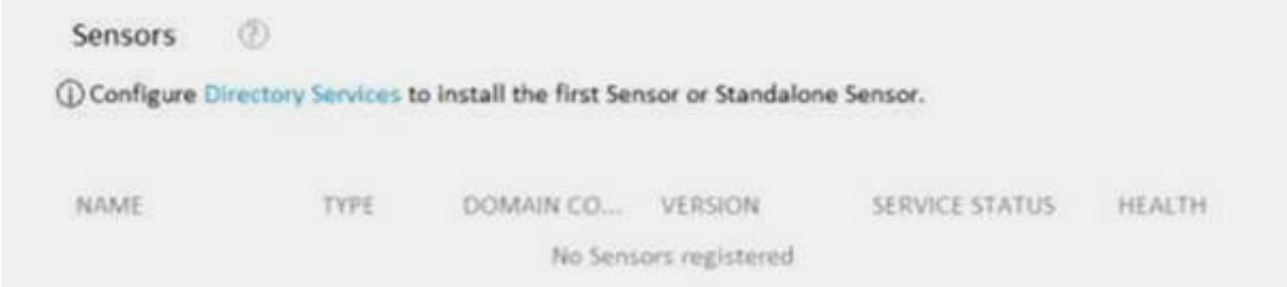 Sensors ?
ⓘ Configure Directory Services to install the first Sensor or Standalone Sensor.
NAME TYPE DOMAIN CO... VERSION SERVICE STATUS HEALTH
No Sensors registered